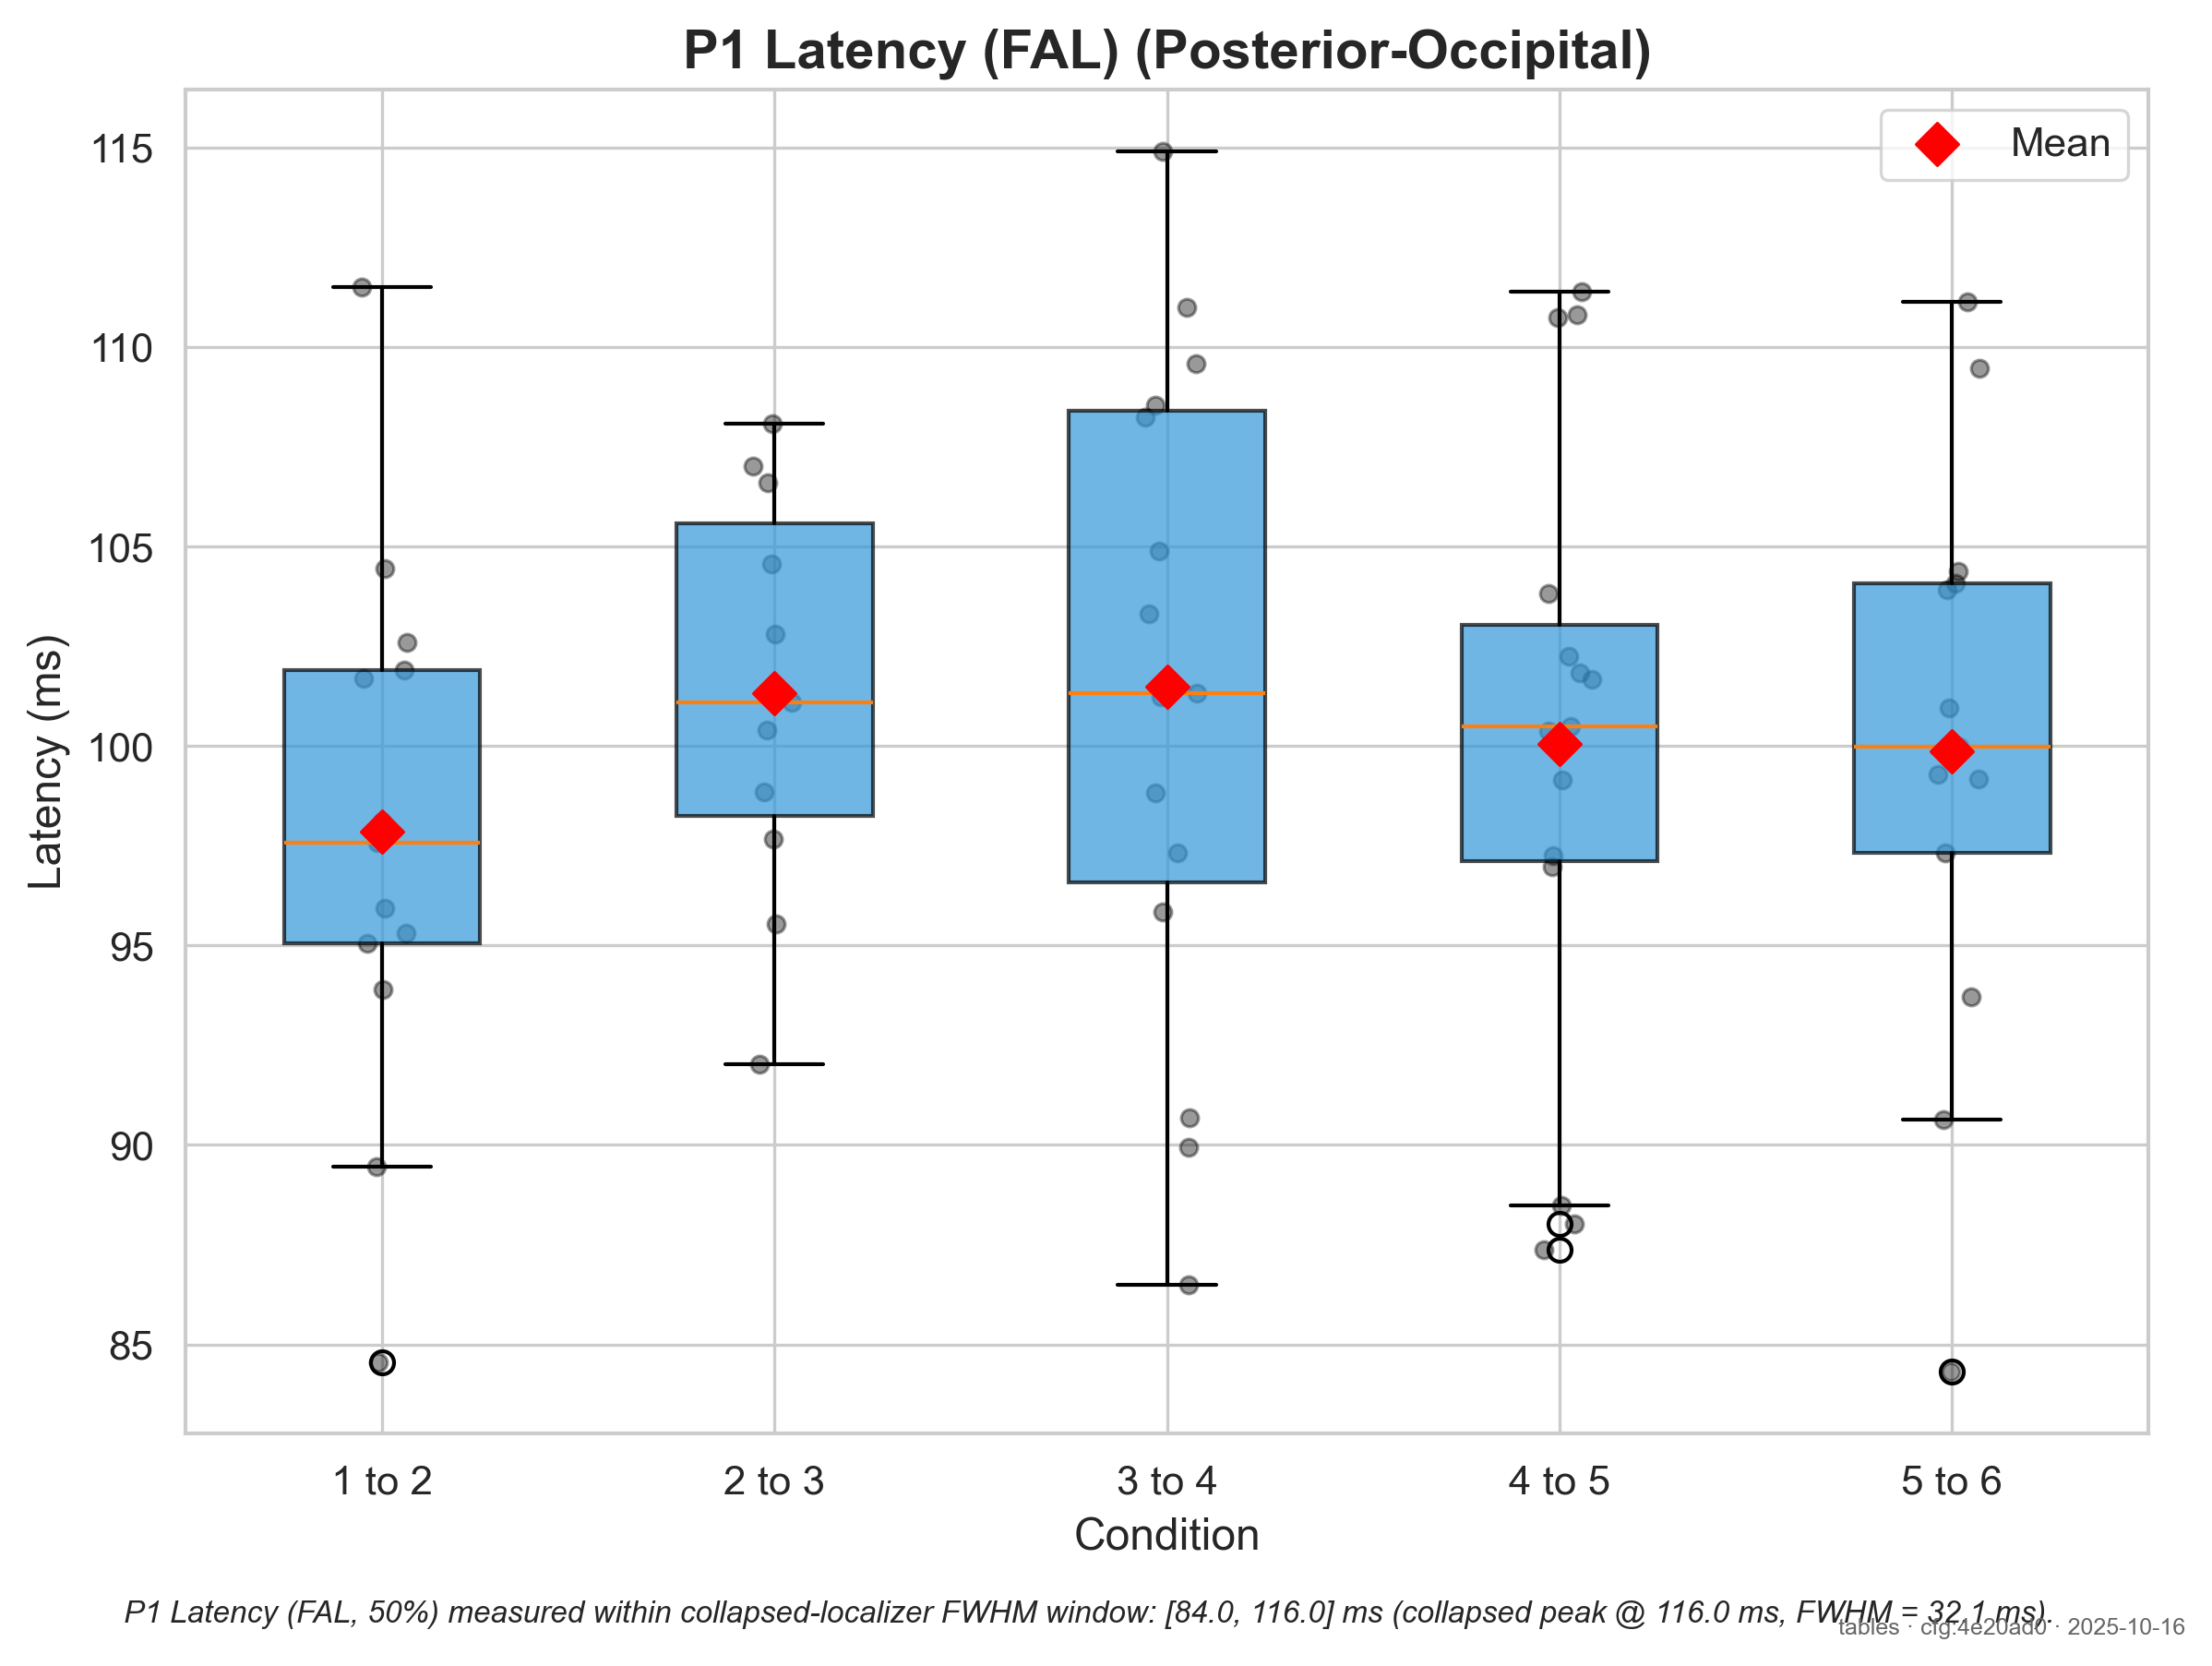 P1 Latency (FAL) (Posterior-Occipital)
Mean
115
110
105
100
95
90
85
Latency (ms)
1 to 2
2 to 3
3 to 4
4 to 5
5 to 6
Condition
P1 Latency (FAL, 50%) measured within collapsed-localizer FWHM window: [84.0, 116.0] ms (collapsed peak @ 116.0 ms, FWHM = 32.1 ms).
tables · cfg:4e20ad0 · 2025-10-16